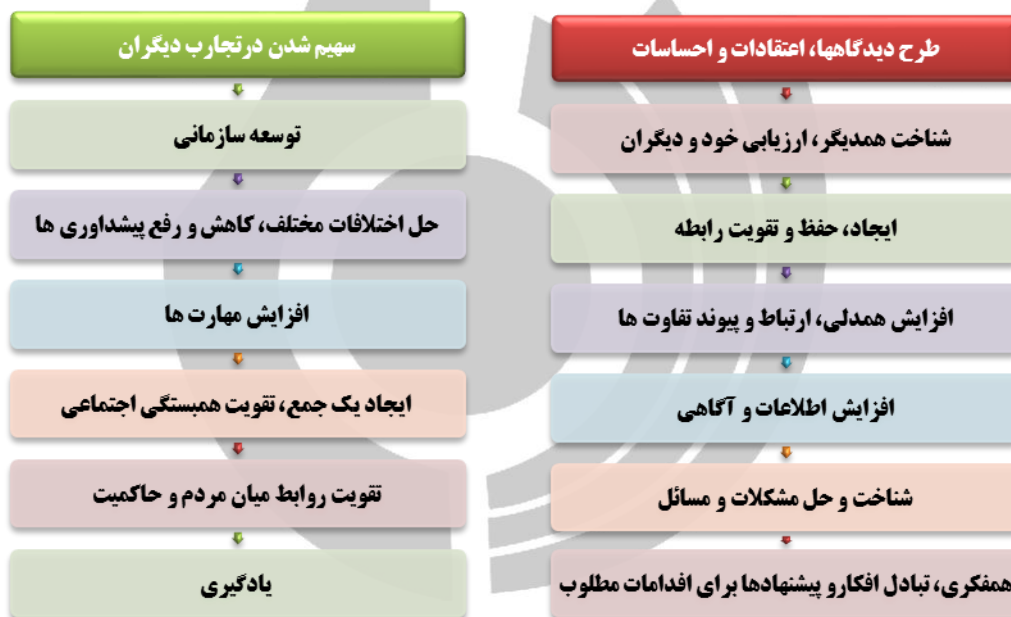 طرح دیدگاهها، اعتقادات و احساسات
شناخت همدیگر، ارزیابی خود و دیگران
ایجاد، حفظ و تقویت رابطه
افزایش همدلی، ارتباط و پیوند تفاوت ها
افزایش اطلاعات و آگاهی
شناخت و حل مشکلات و مسائل
همفکری، تبادل افکارو پیشنهادها برای اقدامات مطلوب
سهیم شدن درتجارب دیگران
توسعه سازمانی
حل اختلافات مختلف، کاهش و رفع پیشداوری ها
افزایش مهارت ها
ایجاد یک جمع، تقویت همبستگی اجتماعی
تقویت روابط میان مردم و حاکمیت
یادگیری